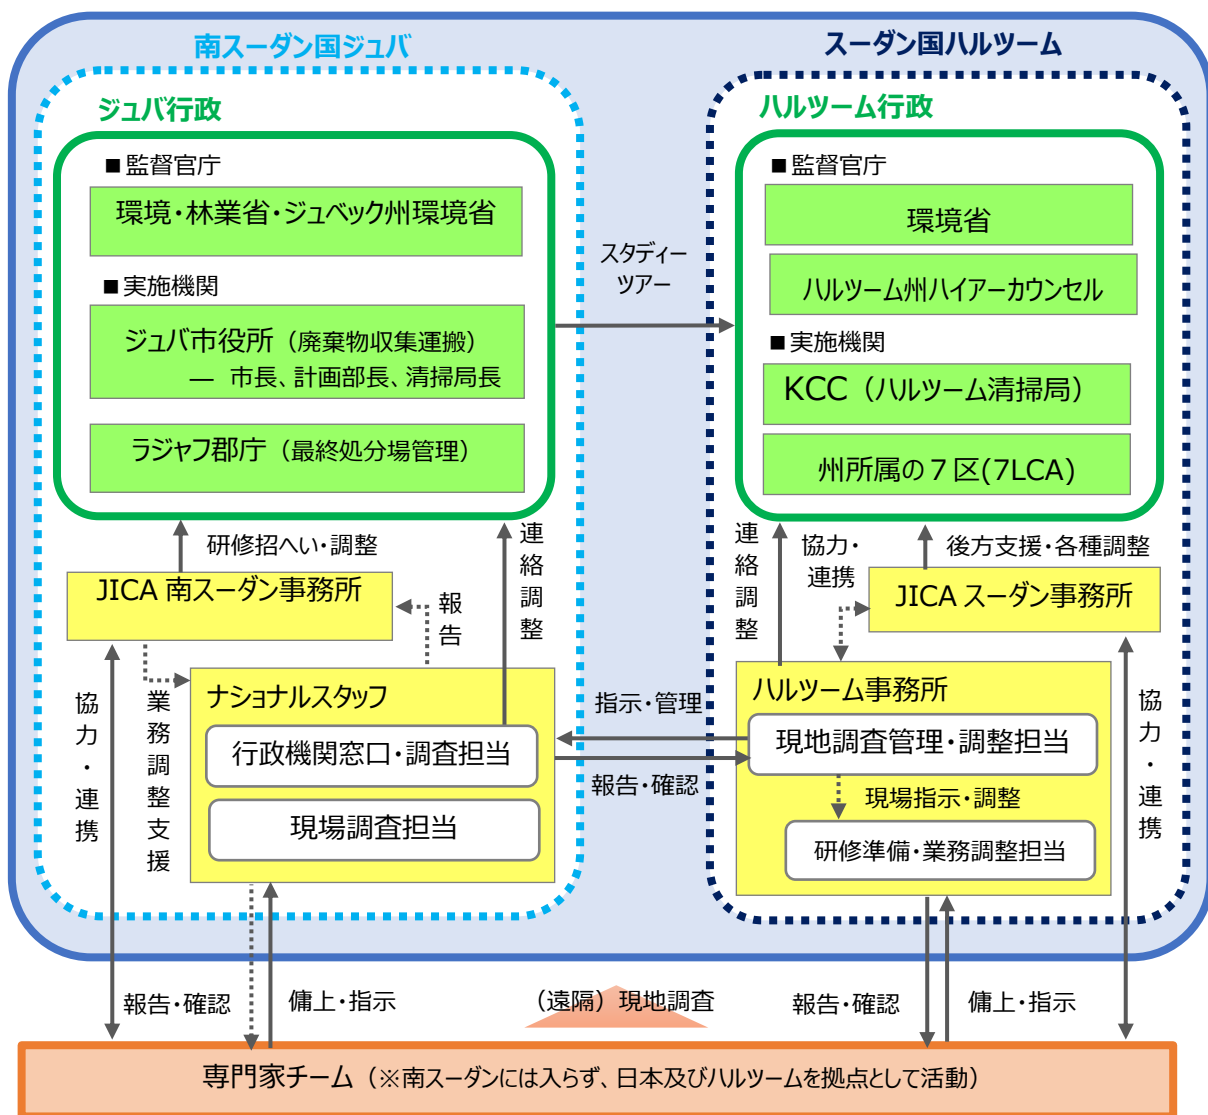 南スーダン国ジュバ
ジュバ行政
■監督官庁
環境・林業省・ジュベック州環境省
■実施機関
ジュバ市役所（廃棄物収集運搬）
― 市長、計画部長、清掃局長
ラジャフ郡庁（最終処分場管理）
スタディー
ツアー
スーダン国ハルツーム
ハルツーム行政
■監督官庁
環境省
ハルツーム州ハイアーカウンセル
■実施機関
KCC（ハルツーム清掃局）
州所属の７区(7LCA)
研修招へい・調整
連絡調整
JICA 南スーダン事務所
報告
連絡調整
協力・
連携
後方支援・各種調整
JICA スーダン事務所
協力・連携
業務調整支援
ナショナルスタッフ
行政機関窓口・調査担当
現場調査担当
指示・管理
報告・確認
ハルツーム事務所
現地調査管理・調整担当
現場指示・調整
研修準備・業務調整担当
協力・連携
報告・確認
傭上・指示
（遠隔）現地調査
報告・確認
傭上・指示
専門家チーム（※南スーダンには入らず、日本及びハルツームを拠点として活動）